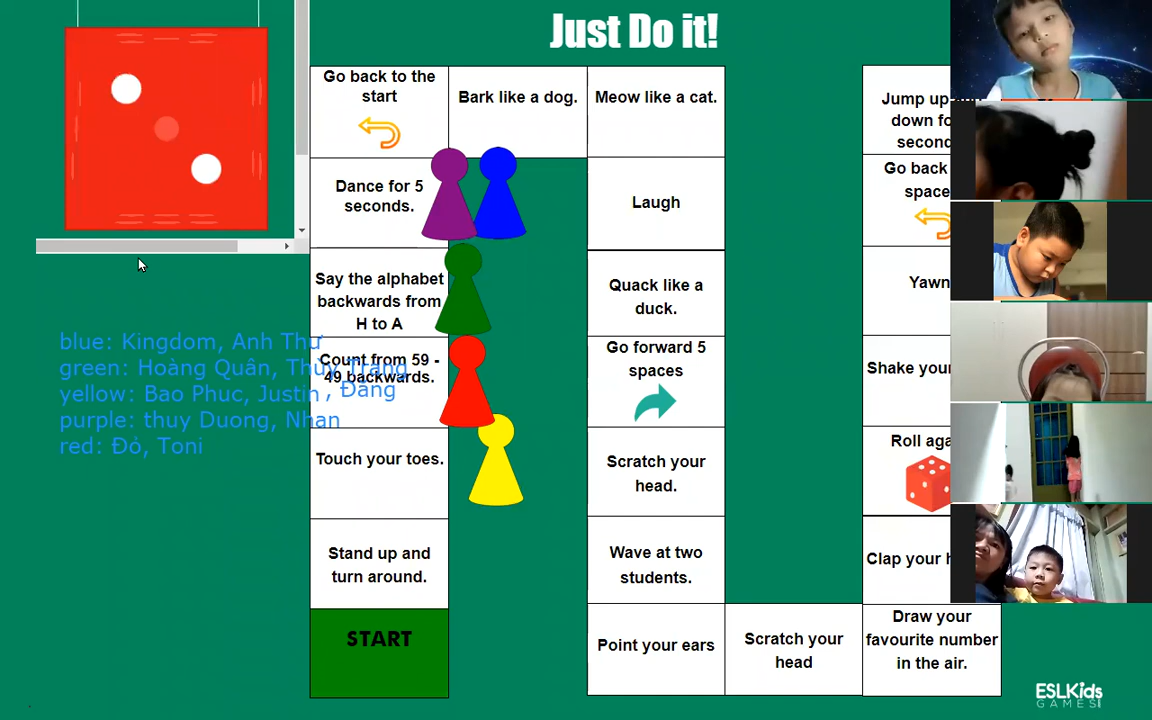 Just Do it!
Go back to the
start
Bark like a dog.
Meow like a cat.
Jump up and
down fo
second
Dance for 5
seconds.
Laugh
Go back
space
Say the alphabet
backwards from
H to A
Quack like a
duck.
Yawn
blue: Kingdom, Anh Thư
green: Hoàng Quân, Thùy Trang
yellow: Bao Phuc, Justin , Đăng
purple: thuy Duong, Nhan
red: Đỏ, Toni
Count from 59 -
49 backwards.
Go forward 5
spaces
Shake your
Touch your toes.
Scratch your
head.
Roll aga
Stand up and
turn around.
Wave at two
students.
Clap your h
START
Point your ears
Scratch your
head
Draw your
favourite number
in the air.
ESLKids
GAMES